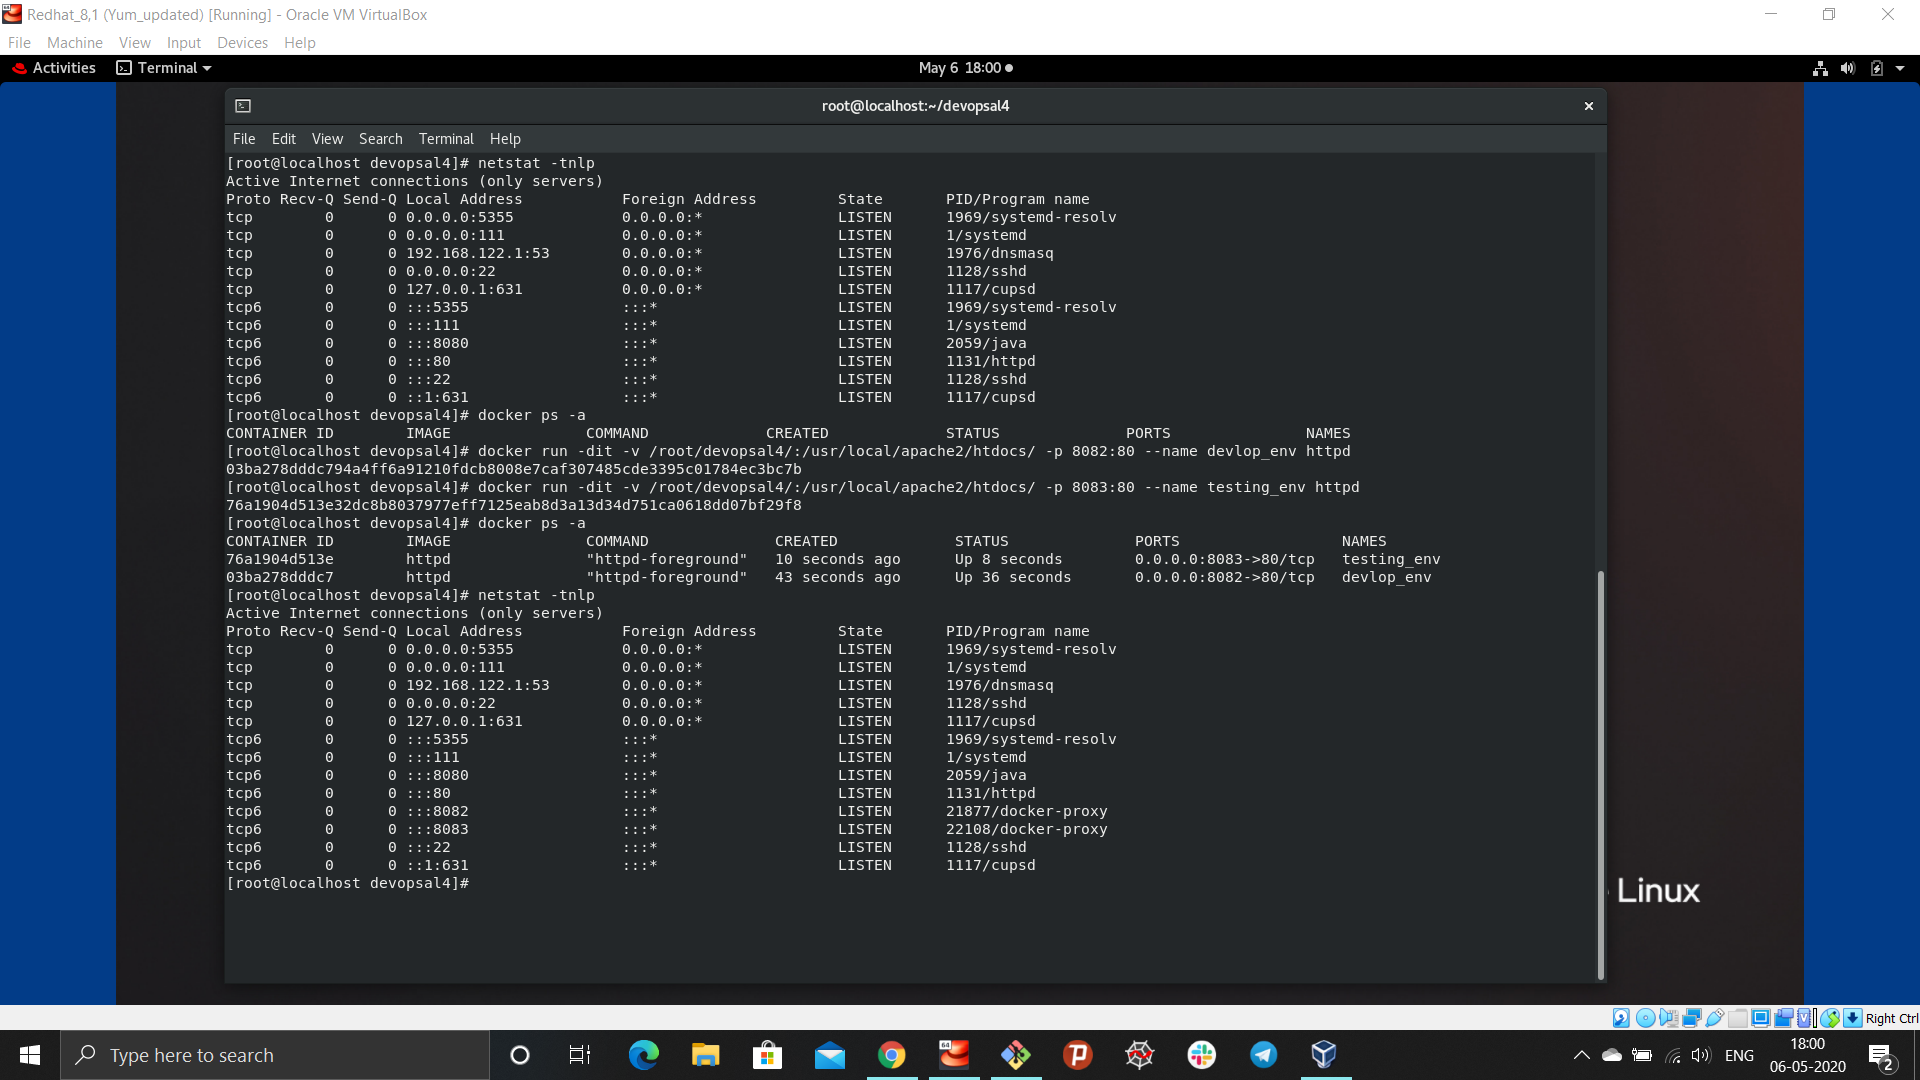 Redhat_8,1 (Yum_updated) [Running] - Oracle VM VirtualBox
File Machine View Input Devices Help
Activities Terminal May 6 18:00
root@localhost:~/devopsal4
File Edit View Search Terminal Help
[root@localhost devopsal4]# netstat -tnlp
Active Internet connections (only servers)
Proto Recv-Q Send-Q Local Address Foreign Address State PID/Program name
tcp 0 0 0.0.0.0:5355 0.0.0.0:* LISTEN 1969/systemd-resolv
tcp 0 0 0.0.0.0:111 0.0.0.0:* LISTEN 1/systemd
tcp 0 0 192.168.122.1:53 0.0.0.0:* LISTEN 1976/dnsmasq
tcp 0 0 0.0.0.0:22 0.0.0.0:* LISTEN 1128/sshd
tcp 0 0 127.0.0.1:631 0.0.0.0:* LISTEN 1117/cupsd
tcp6 0 0 :::5355 :::* LISTEN 1969/systemd-resolv
tcp6 0 0 :::111 :::* LISTEN 1/systemd
tcp6 0 0 :::8080 :::* LISTEN 2059/java
tcp6 0 0 :::80 :::* LISTEN 1131/httpd
tcp6 0 0 :::22 :::* LISTEN 1128/sshd
tcp6 0 0 ::1:631 :::* LISTEN 1117/cupsd
[root@localhost devopsal4]# docker ps -a
CONTAINER ID IMAGE COMMAND CREATED STATUS PORTS NAMES
[root@localhost devopsal4]# docker run -dit -v /root/devopsal4/:/usr/local/apache2/htdocs/ -p 8082:80 --name devlop_env httpd
03ba278dddc794a4ff6a91210fdcb8008e7caf307485cde3395c01784ec3bc7b
[root@localhost devopsal4]# docker run -dit -v /root/devopsal4/:/usr/local/apache2/htdocs/ -p 8083:80 --name testing_env httpd
76a1904d513e32dc8b8037977eff7125eab8d3a13d34d751ca0618dd07bf29f8
[root@localhost devopsal4]# docker ps -a
CONTAINER ID IMAGE COMMAND CREATED STATUS PORTS NAMES
76a1904d513e httpd "httpd-foreground" 10 seconds ago Up 8 seconds 0.0.0.0:8083->80/tcp testing_env
03ba278dddc7 httpd "httpd-foreground" 43 seconds ago Up 36 seconds 0.0.0.0:8082->80/tcp devlop_env
[root@localhost devopsal4]# netstat -tnlp
Active Internet connections (only servers)
Proto Recv-Q Send-Q Local Address Foreign Address State PID/Program name
tcp 0 0 0.0.0.0:5355 0.0.0.0:* LISTEN 1969/systemd-resolv
tcp 0 0 0.0.0.0:111 0.0.0.0:* LISTEN 1/systemd
tcp 0 0 192.168.122.1:53 0.0.0.0:* LISTEN 1976/dnsmasq
tcp 0 0 0.0.0.0:22 0.0.0.0:* LISTEN 1128/sshd
tcp 0 0 127.0.0.1:631 0.0.0.0:* LISTEN 1117/cupsd
tcp6 0 0 :::5355 :::* LISTEN 1969/systemd-resolv
tcp6 0 0 :::111 :::* LISTEN 1/systemd
tcp6 0 0 :::8080 :::* LISTEN 2059/java
tcp6 0 0 :::80 :::* LISTEN 1131/httpd
tcp6 0 0 :::8082 :::* LISTEN 21877/docker-proxy
tcp6 0 0 :::8083 :::* LISTEN 22108/docker-proxy
tcp6 0 0 :::22 :::* LISTEN 1128/sshd
tcp6 0 0 ::1:631 :::* LISTEN 1117/cupsd
[root@localhost devopsal4]#
Linux
Right Ctrl
Type here to search
ENG
18:00
06-05-2020
2